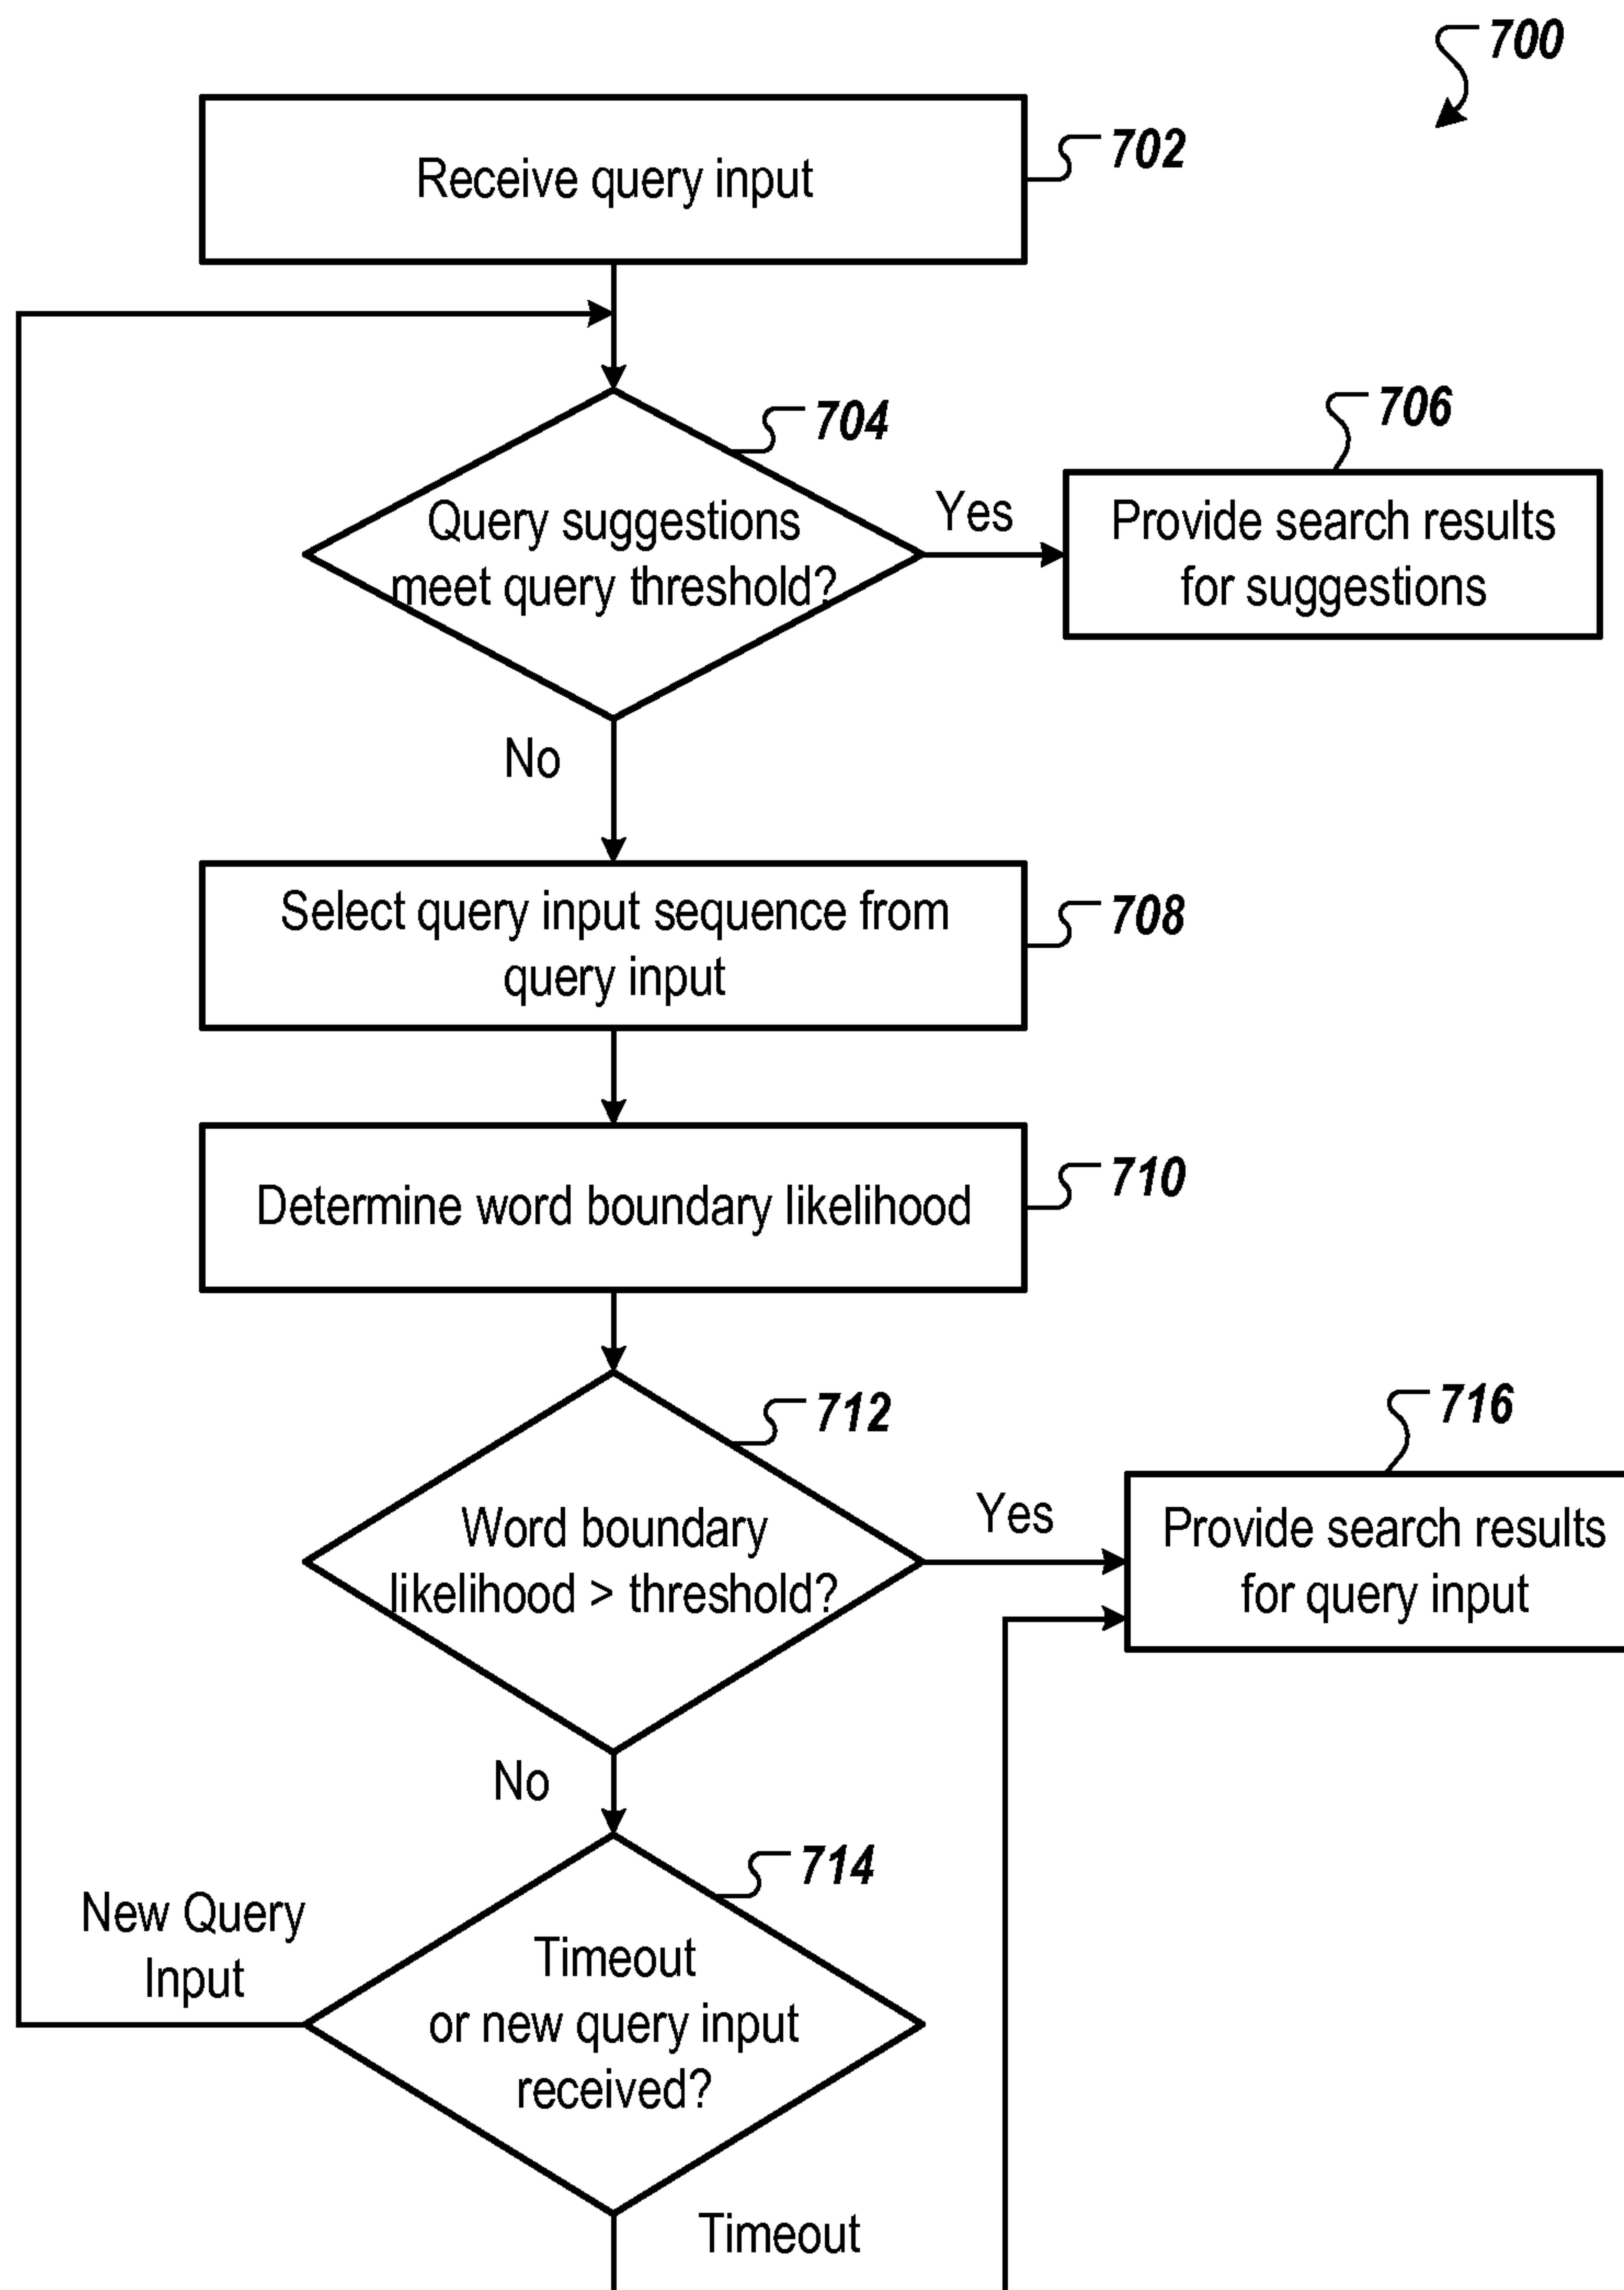 700
Receive query input
702
704
Query suggestions
meet query threshold?
Yes
706
Provide search results
for suggestions
No
Select query input sequence from
query input
708
Determine word boundary likelihood
710
712
Word boundary
likelihood > threshold?
Yes
716
Provide search results
for query input
No
714
New Query
Input
Timeout
or new query input
received?
Timeout